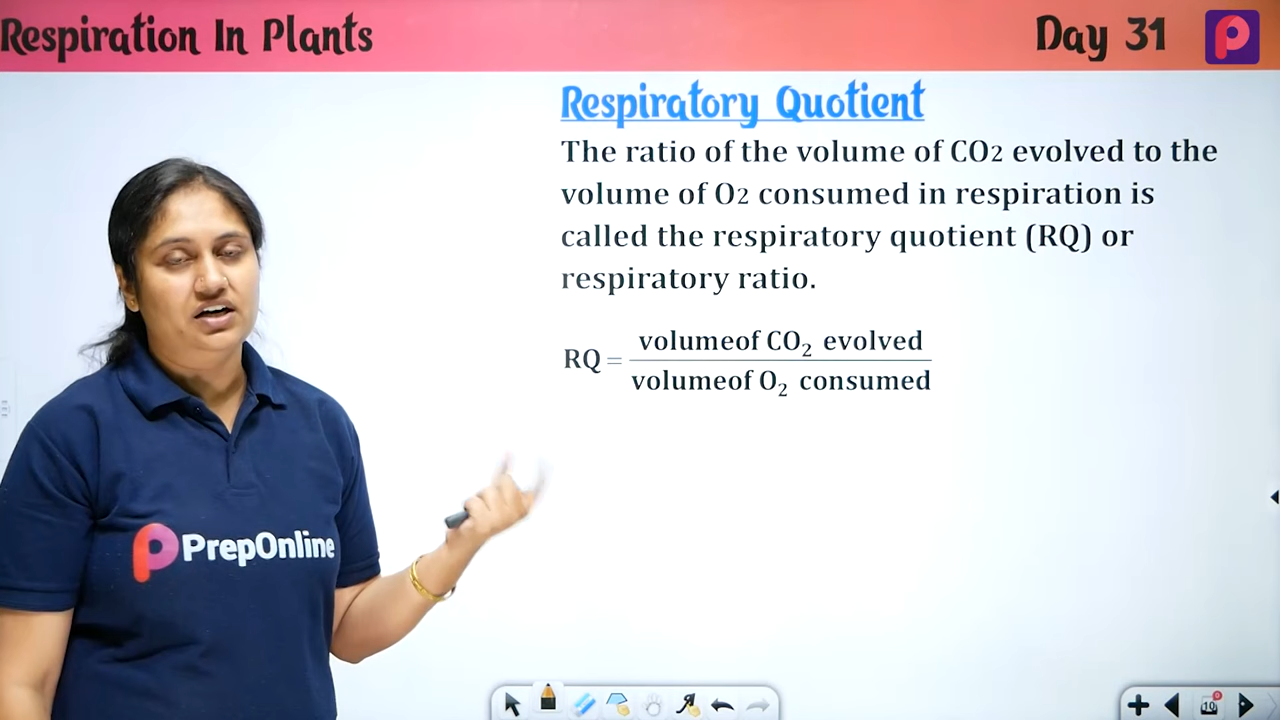 Respiration In Plants
Day 31
Respiratory Quotient
The ratio of the volume of CO2 evolved to the
volume of O2 consumed in respiration is
called the respiratory quotient (RQ) or
respiratory ratio.
RQ = volumeof CO₂ evolved
volumeof O₂ consumed
PrepOnline
10